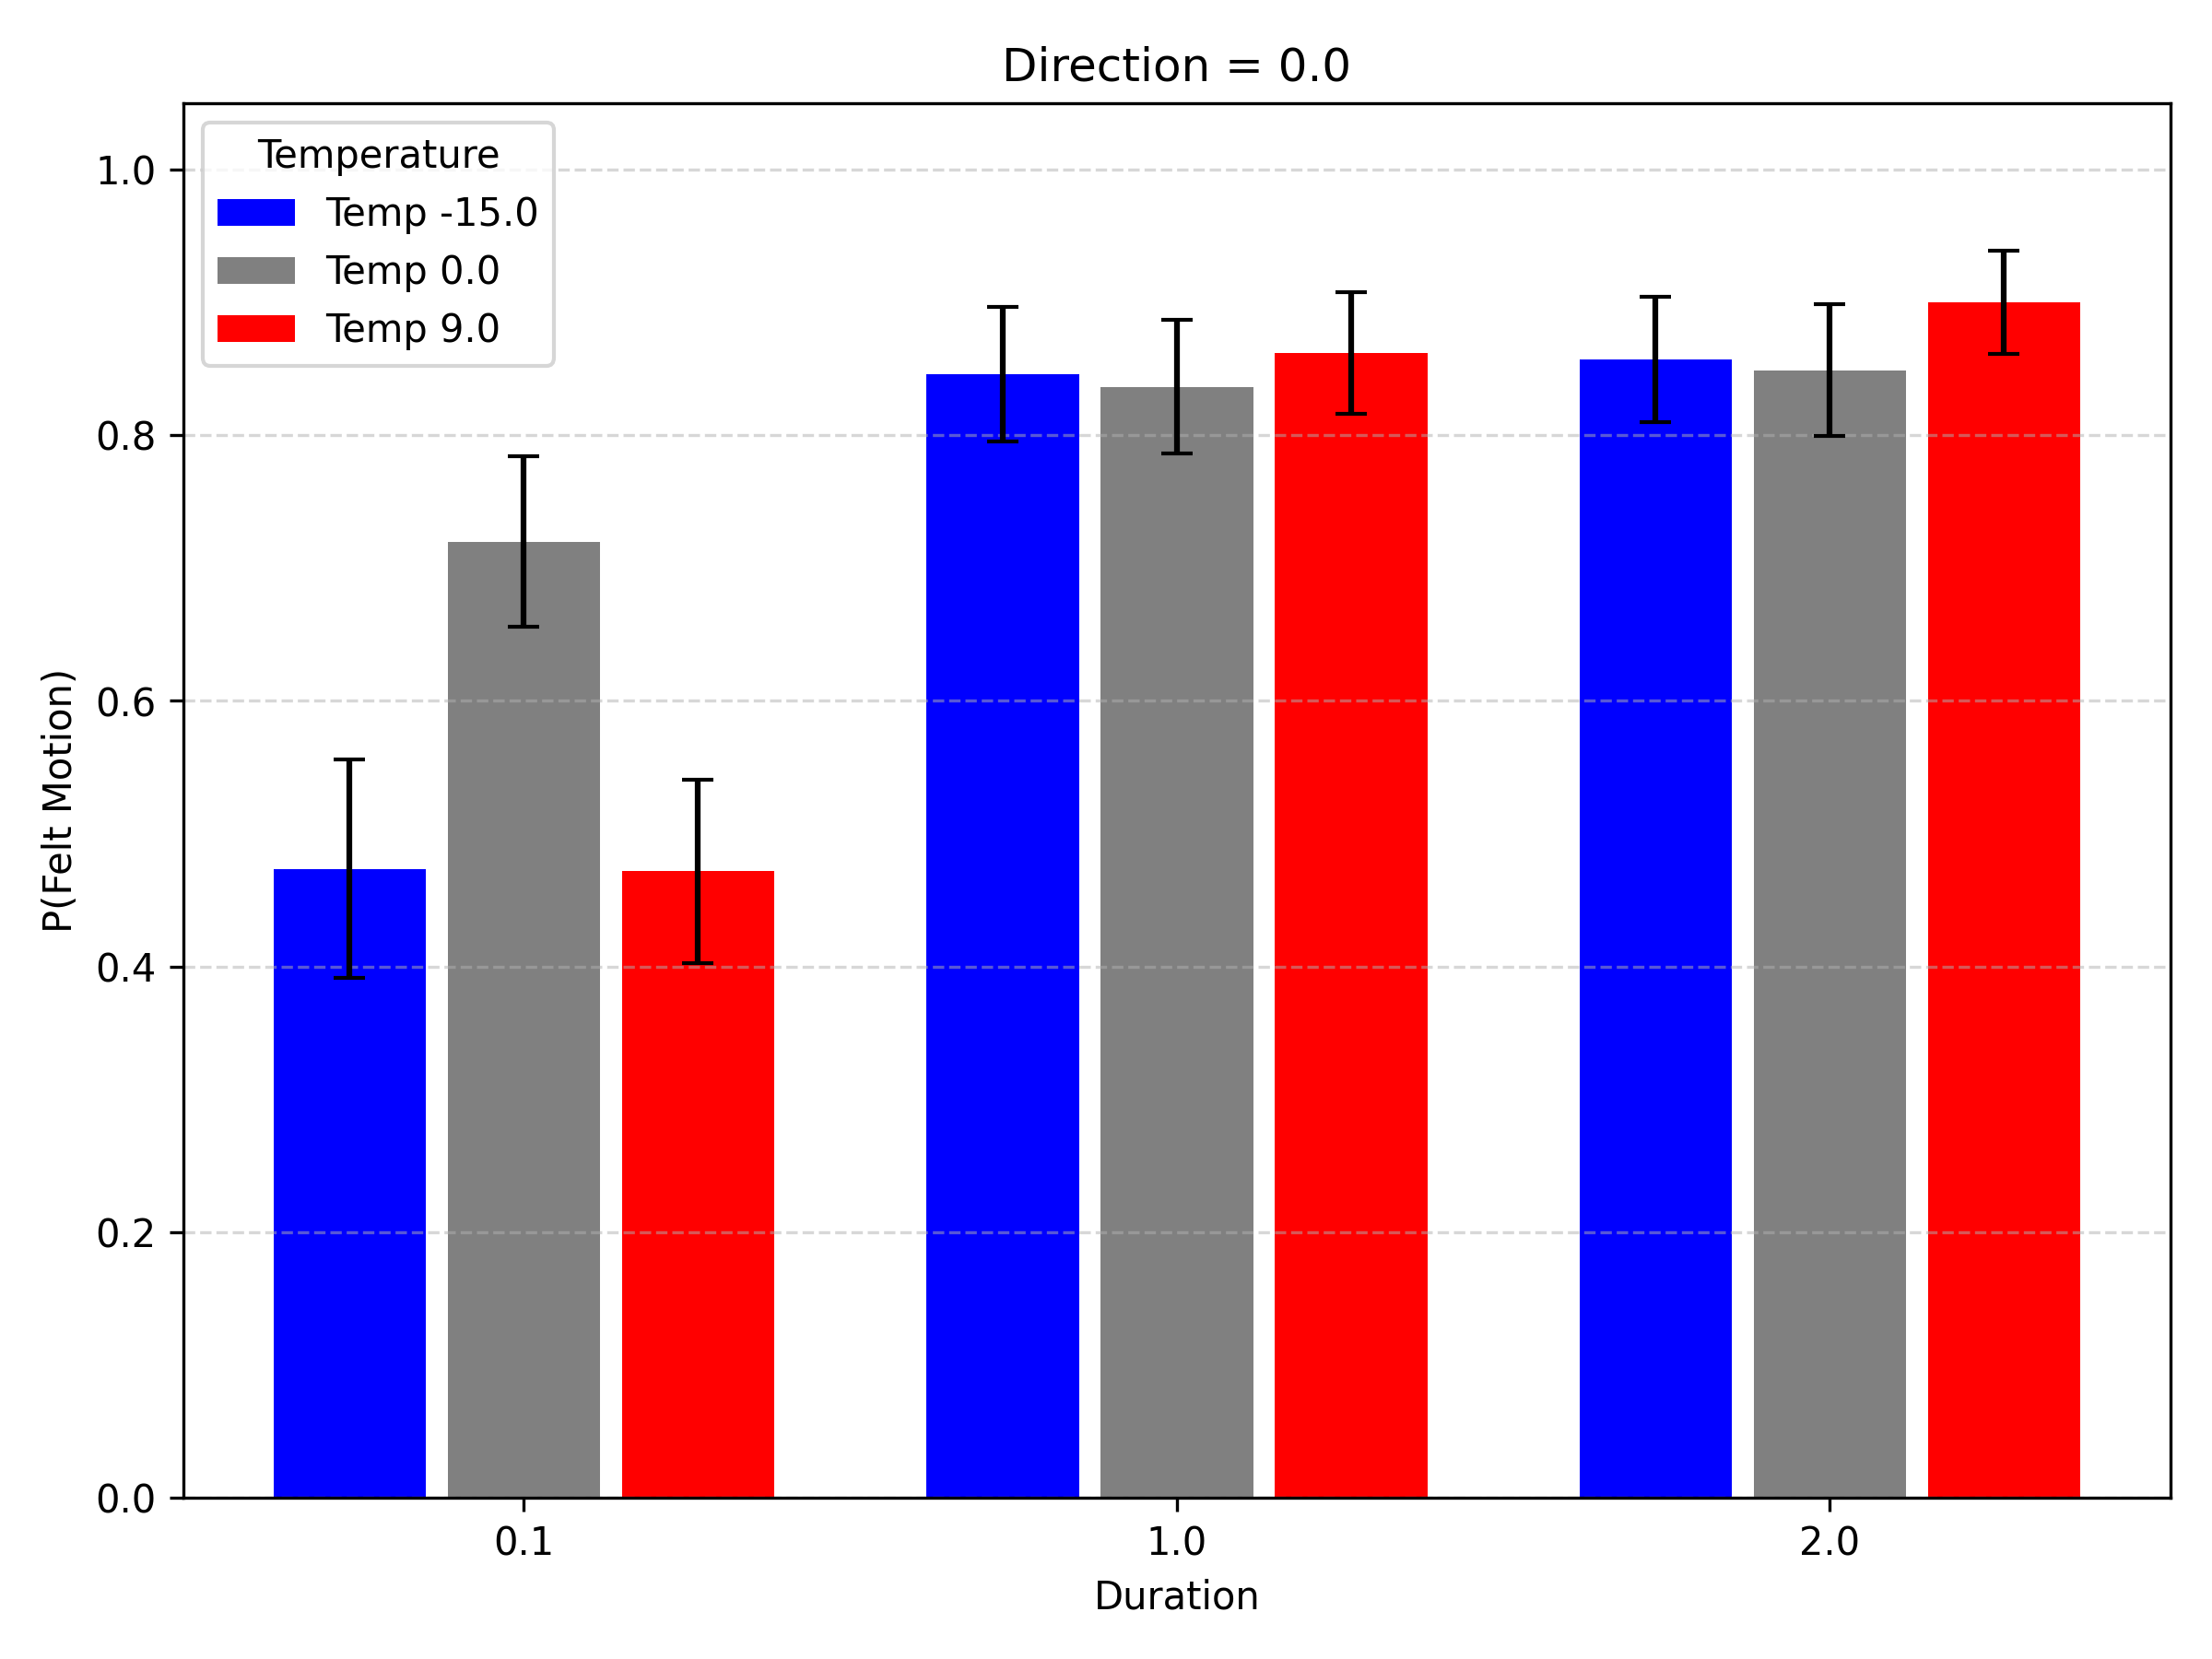 Direction = 0.0
Temperature
Temp -15.0
Temp 0.0
Temp 9.0
P(Felt Motion)
1.0
0.8
0.6
0.4
0.2
0.0
0.1 1.0 2.0
Duration